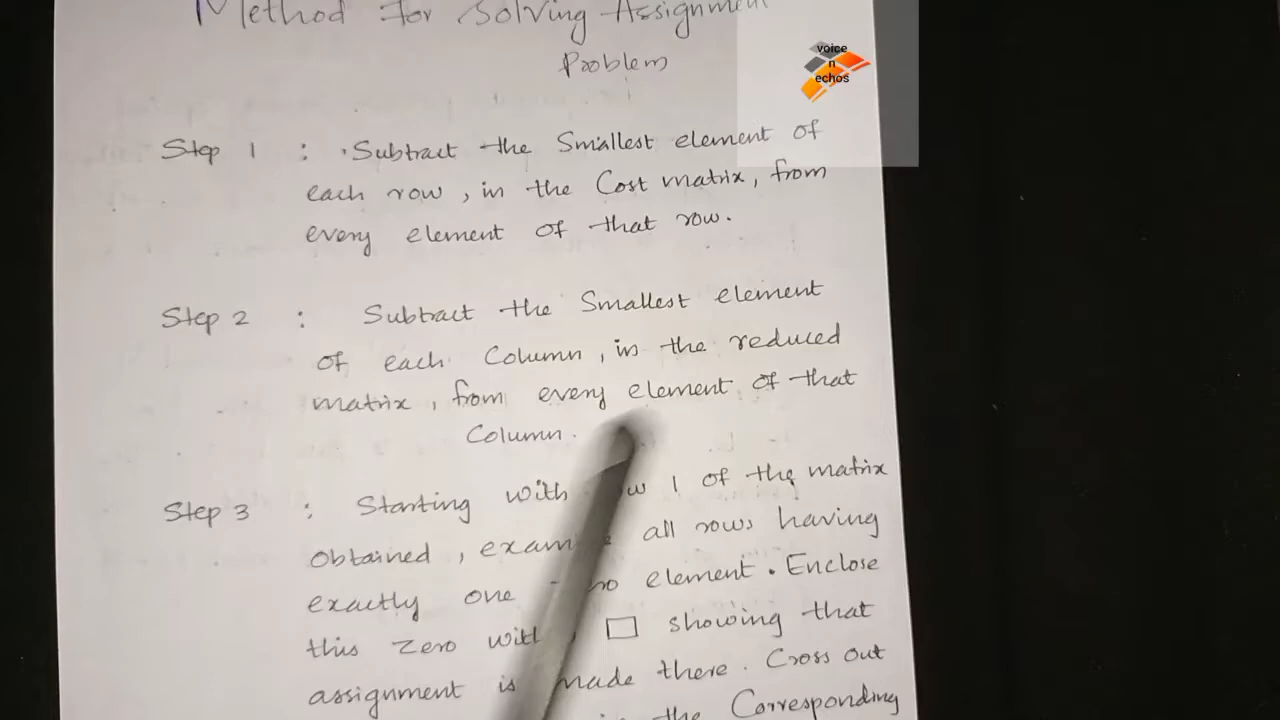 Method For Solving Assignment
Problem
voice
n
echos
Step 1 : Subtract the Smallest element of
each row, in the Cost matrix, from
every element of that row.
Step 2 : Subtract the Smallest element
of each Column, in the reduced
matrix, from every element of that
Column.
Step 3 : Starting with 1 of the matrix
obtained, all rows having
exactly one element. Enclose
this Zero □ showing that
assignment is made there. Cross out
the Corresponding